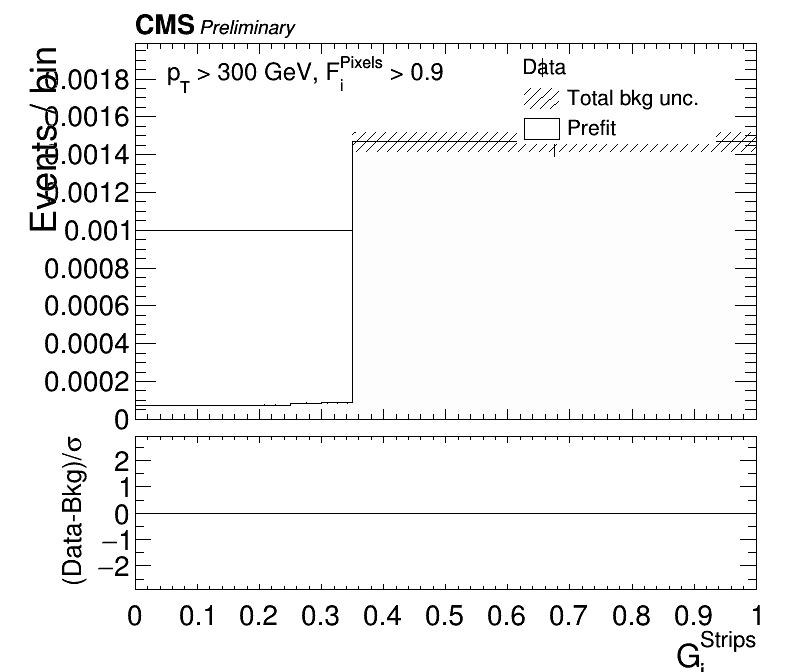 CMS Preliminary
p_T > 300 GeV, F_i^Pixels > 0.9
Data
Total bkg unc.
Prefit
Events / bin
0.0018
0.0016
0.0014
0.0012
0.001
0.0008
0.0006
0.0004
0.0002
0
(Data-Bkg)/σ
2
1
0
−1
−2
0 0.1 0.2 0.3 0.4 0.5 0.6 0.7 0.8 0.9 1
G_i^Strips